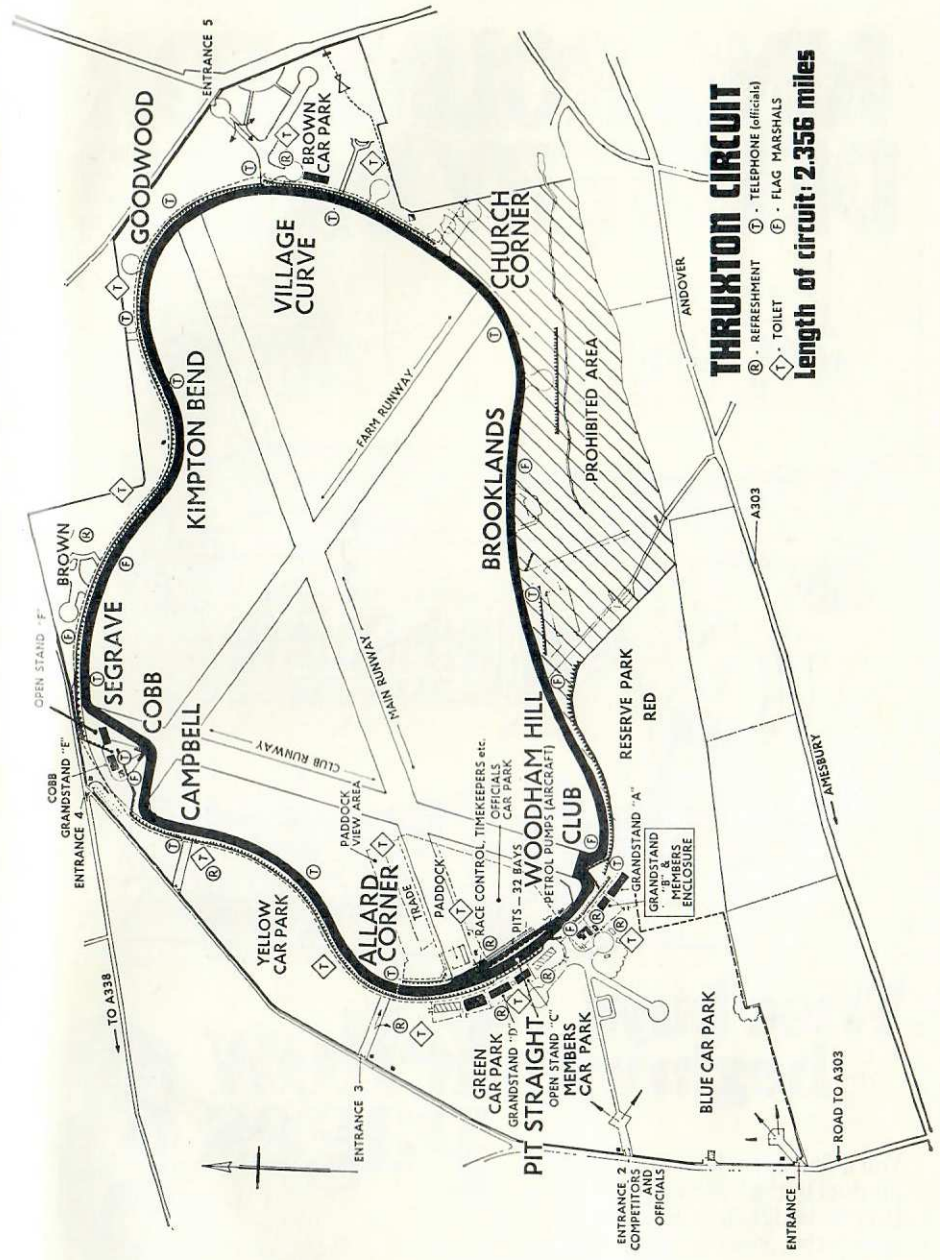 THRUXTON CIRCUIT
R - REFRESHMENT T - TELEPHONE (officials)
T - TOILET F - FLAG MARSHALS
Length of circuit: 2.356 miles
ENTRANCE 5
GOODWOOD
BROWN
CAR PARK
VILLAGE
CURVE
CHURCH
CORNER
KIMPTON BEND
FARM RUNWAY
BROOKLANDS
PROHIBITED AREA
ANDOVER
A303
BROWN
OPEN STAND "F"
SEGRAVE
COBB
COBB
GRANDSTAND "E"
ENTRANCE 4
CAMPBELL
CLUB RUNWAY
MAIN RUNWAY
TO A338
YELLOW
CAR PARK
PADDOCK
VIEW AREA
ALLARD
CORNER
TRADE
PADDOCK
RACE CONTROL, TIMEKEEPERS etc.
OFFICIALS
CAR PARK
PITS - 32 BAYS
WOODHAM HILL
PETROL PUMPS (AIRCRAFT)
CLUB
RESERVE PARK
RED
GRANDSTAND "A"
GRANDSTAND
"B" &
MEMBERS
ENCLOSURE
AMESBURY
ENTRANCE 3
GREEN
CAR PARK
GRANDSTAND "D"
PIT STRAIGHT
OPEN STAND "C"
MEMBERS
CAR PARK
BLUE CAR PARK
ENTRANCE 2
COMPETITORS
AND
OFFICIALS
ENTRANCE 1
ROAD TO A303